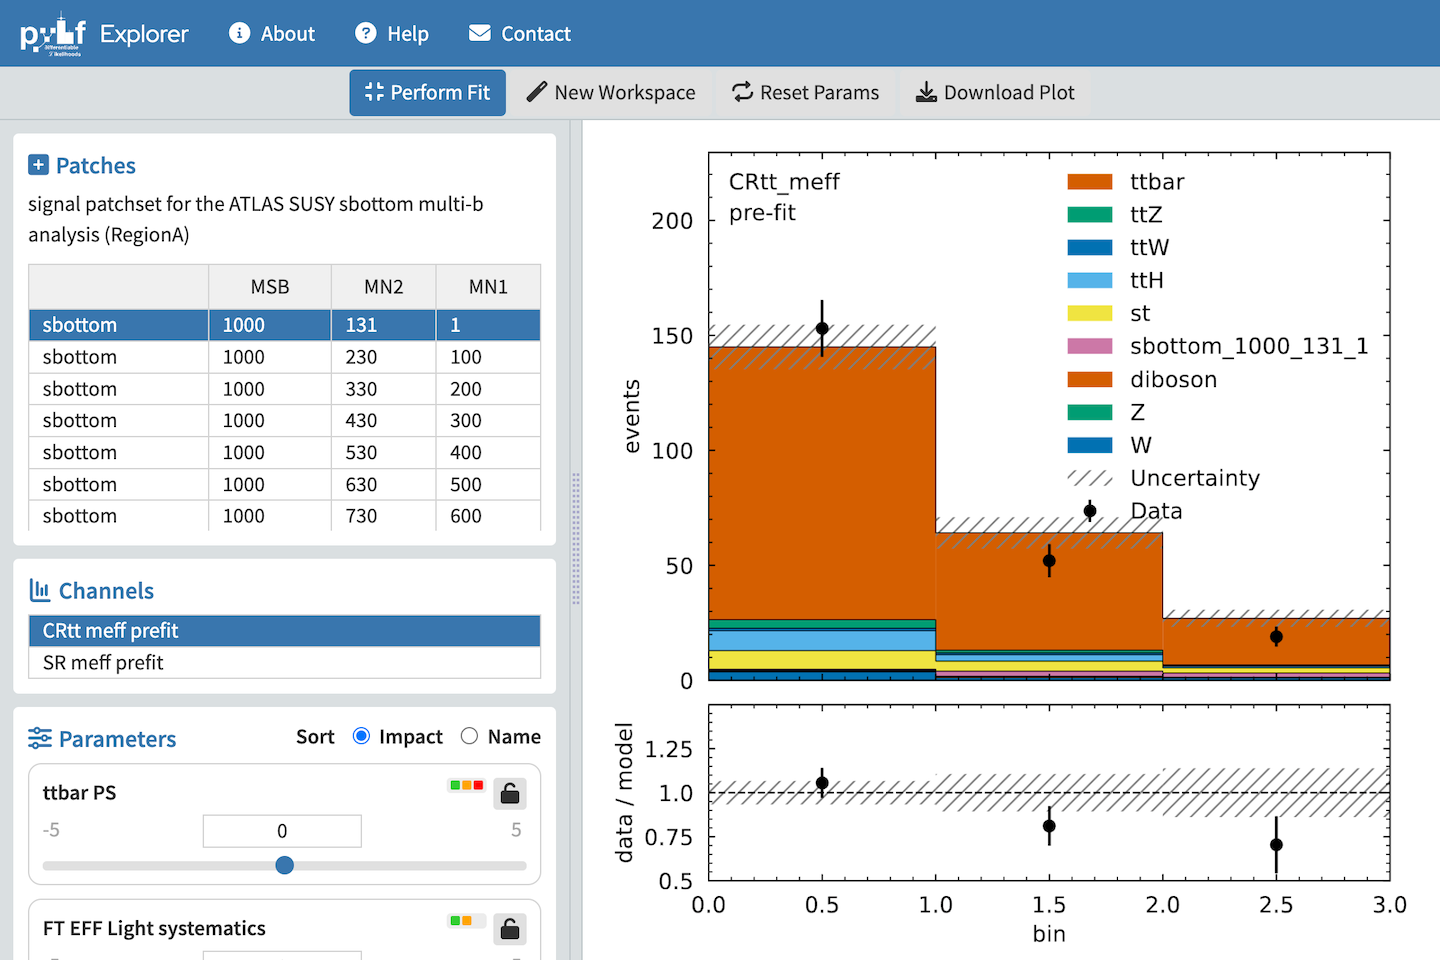 pyhf Explorer About Help Contact
differentiable
likelihoods
Perform Fit New Workspace Reset Params Download Plot
Patches
signal patchset for the ATLAS SUSY sbottom multi-b
analysis (RegionA)
MSB MN2 MN1
sbottom 1000 131 1
sbottom 1000 230 100
sbottom 1000 330 200
sbottom 1000 430 300
sbottom 1000 530 400
sbottom 1000 630 500
sbottom 1000 730 600
Channels
CRtt meff prefit
SR meff prefit
Parameters Sort Impact Name
ttbar PS
-5 0 5
FT EFF Light systematics
CRtt_meff
pre-fit
ttbar
ttZ
ttW
ttH
st
sbottom_1000_131_1
diboson
Z
W
Uncertainty
Data
events
200
150
100
50
0
data / model
1.25
1.0
0.75
0.5
0.0 0.5 1.0 1.5 2.0 2.5 3.0
bin